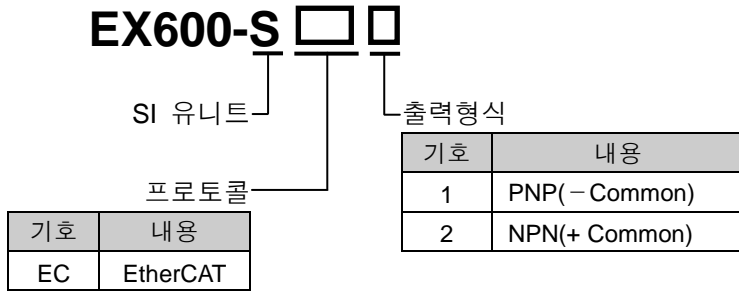 EX600-S
SI 유니트
출력형식
기호 내용
1 PNP(－Common)
2 NPN(+ Common)
프로토콜
기호 내용
EC EtherCAT